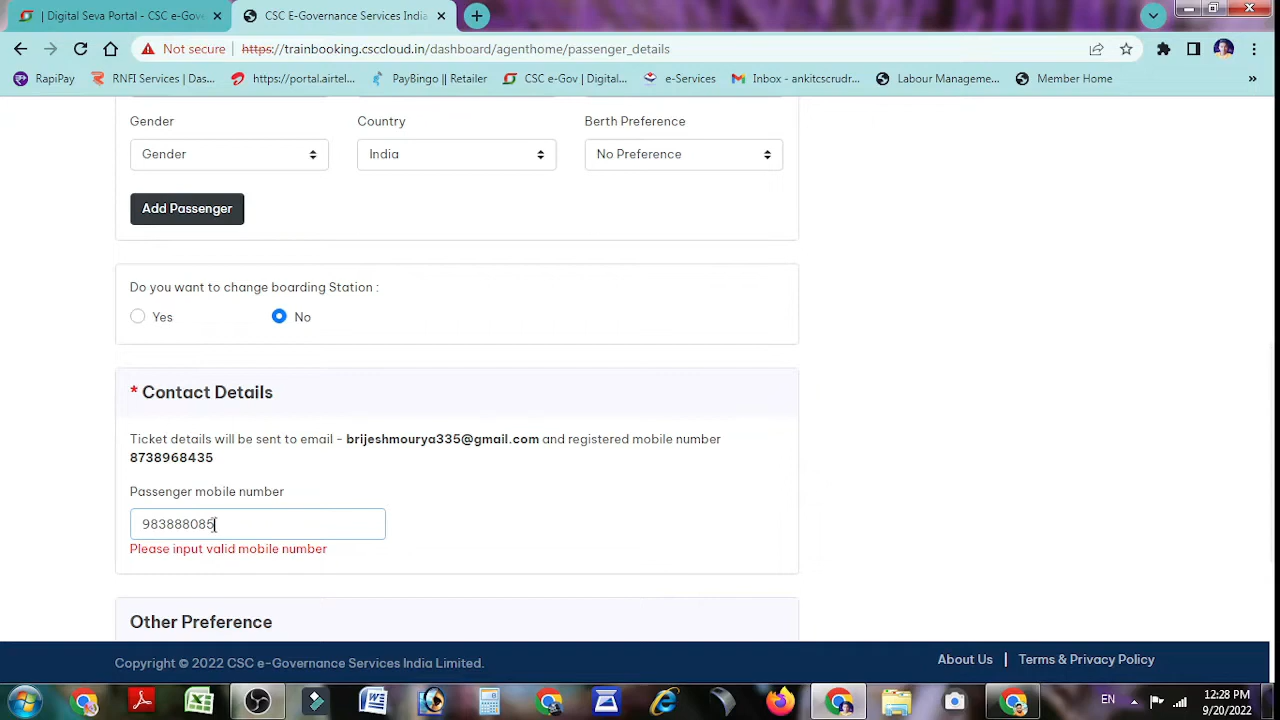 | Digital Seva Portal - CSC e-Gove
CSC E-Governance Services India
Not secure
https://trainbooking.csccloud.in/dashboard/agenthome/passenger_details
RapiPay
RNFI Services | Das...
https://portal.airtel...
PayBingo || Retailer
CSC e-Gov | Digital...
e-Services
Inbox - ankitcscrudr...
Labour Manageme...
Member Home
»
Gender
Country
Berth Preference
Gender
India
No Preference
Add Passenger
Do you want to change boarding Station :
Yes
No
* Contact Details
Ticket details will be sent to email - brijeshmourya335@gmail.com and registered mobile number
8738968435
Passenger mobile number
983888085
Please input valid mobile number
Other Preference
Copyright © 2022 CSC e-Governance Services India Limited.
About Us | Terms & Privacy Policy
EN
12:28 PM
9/20/2022